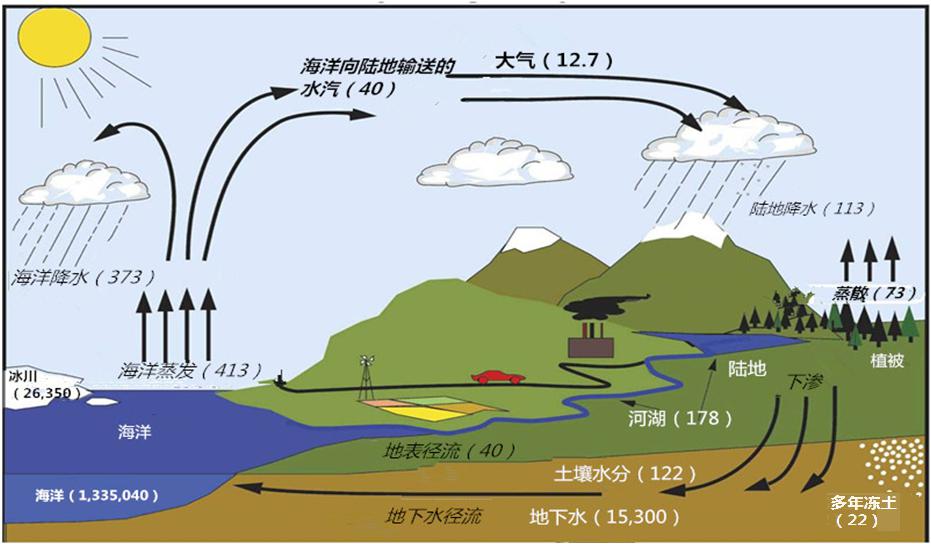 海洋向陆地输送的
水汽（40）
大气（12.7）
陆地降水（113）
海洋降水（373）
蒸散（73）
海洋蒸发（413）
冰川
（26,350）
植被
陆地
下渗
海洋
河湖（178）
地表径流（40）
土壤水分（122）
海洋（1,335,040）
地下水径流
地下水（15,300）
多年冻土
（22）